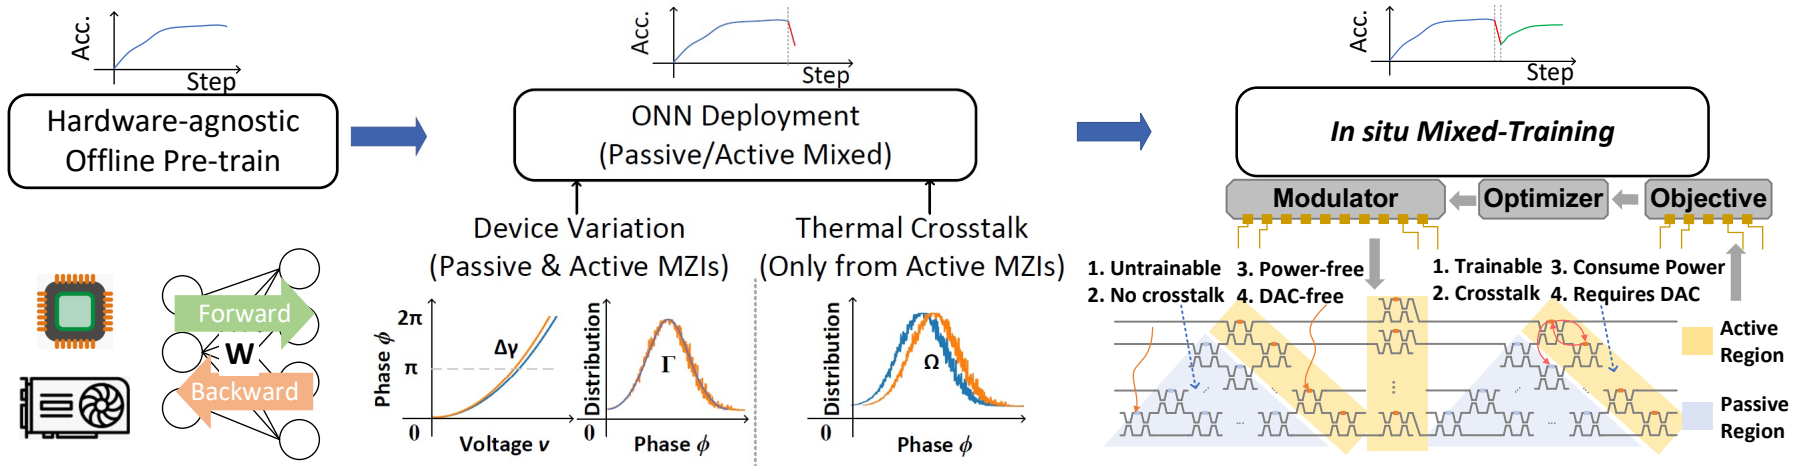 Acc.
Step
Hardware-agnostic
Offline Pre-train
Forward
W
Backward
Acc.
Step
ONN Deployment
(Passive/Active Mixed)
Device Variation
(Passive & Active MZIs)
Thermal Crosstalk
(Only from Active MZIs)
Phase ϕ
2π
π
0
Δγ
Voltage v
Distribution
Γ
0
Phase ϕ
Distribution
Ω
0
Phase ϕ
Acc.
Step
In situ Mixed-Training
Modulator
Optimizer
Objective
1. Untrainable
2. No crosstalk
3. Power-free
4. DAC-free
1. Trainable
2. Crosstalk
3. Consume Power
4. Requires DAC
Active
Region
Passive
Region